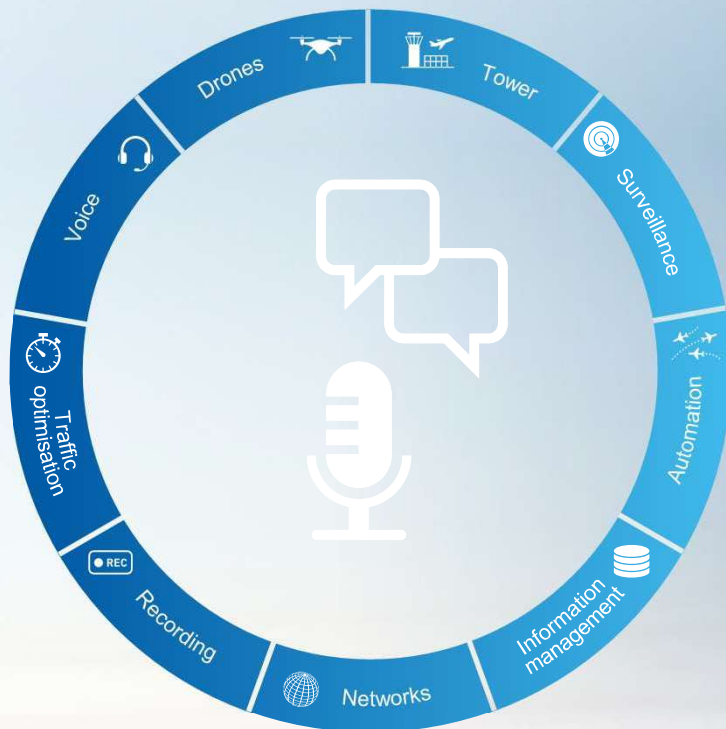 Drones
Tower
Surveillance
Automation
Information
management
Networks
REC
Recording
Traffic
optimisation
Voice